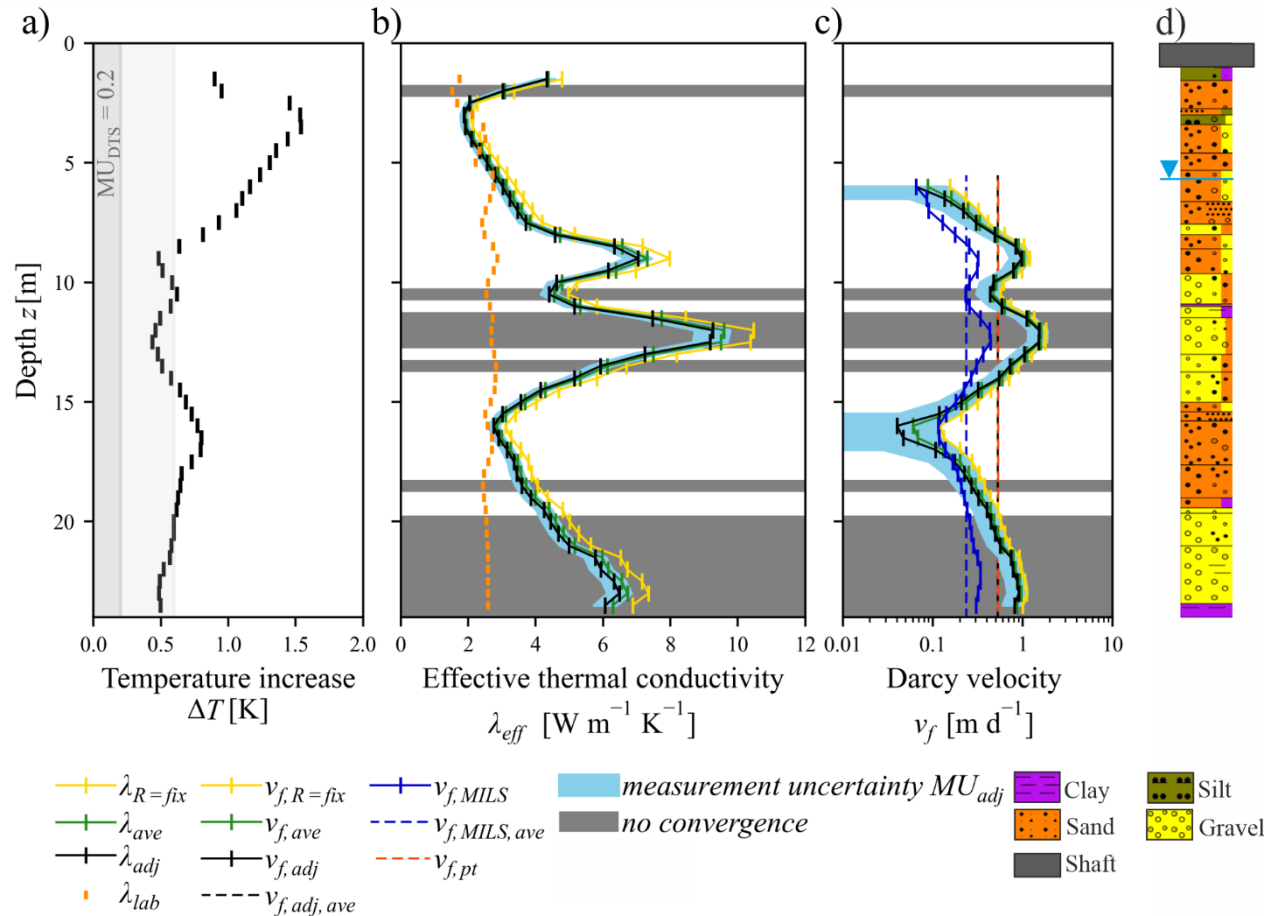 a)
b)
c)
d)
0
5
10
15
20
Depth z [m]
MU_DTS = 0.2
0.0 0.5 1.0 1.5 2.0
0 2 4 6 8 10 12
0.01 0.1 1 10
Temperature increase
ΔT [K]
Effective thermal conductivity
λ_eff [W m⁻¹ K⁻¹]
Darcy velocity
v_f [m d⁻¹]
λ_R=fix
λ_ave
λ_adj
λ_lab
v_f,R=fix
v_f,ave
v_f,adj
v_f,adj,ave
v_f,MILS
v_f,MILS,ave
v_f,pt
measurement uncertainty MU_adj
no convergence
Clay
Sand
Shaft
Silt
Gravel